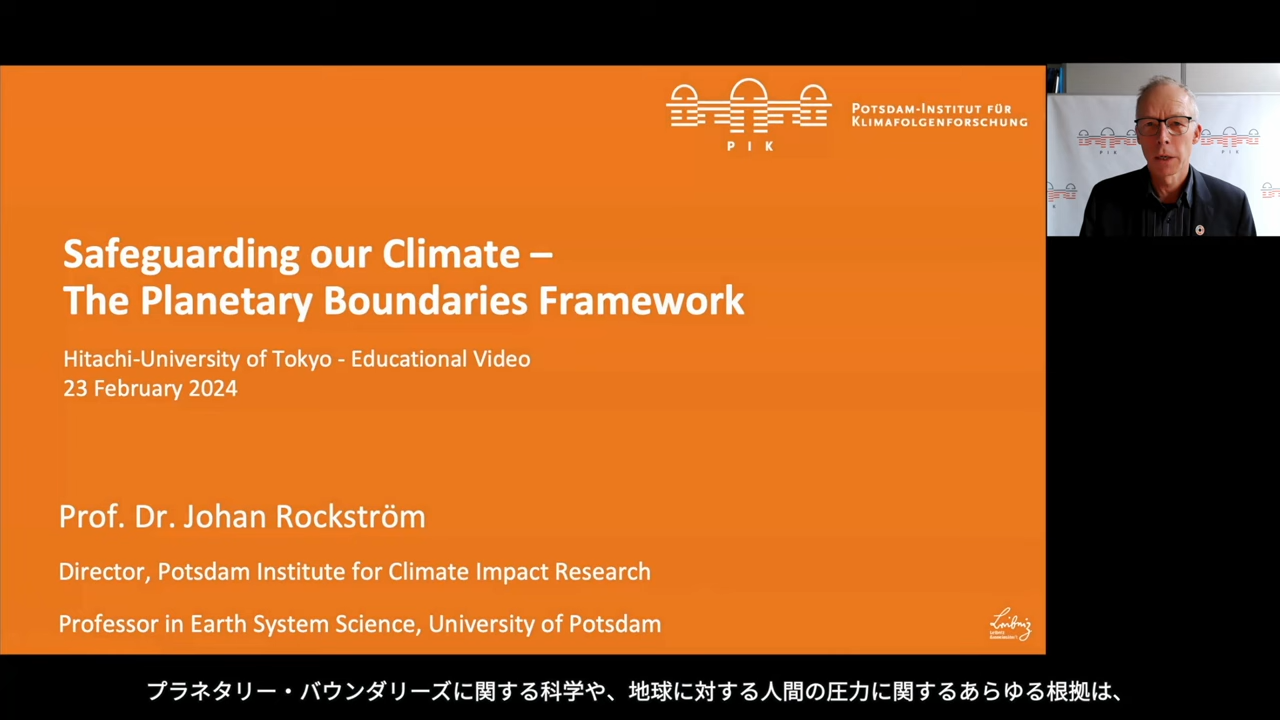 PIK
POTSDAM-INSTITUT FÜR
KLIMAFOLGENFORSCHUNG
Safeguarding our Climate –
The Planetary Boundaries Framework
Hitachi-University of Tokyo - Educational Video
23 February 2024
Prof. Dr. Johan Rockström
Director, Potsdam Institute for Climate Impact Research
Professor in Earth System Science, University of Potsdam
Leibniz
PIK
PIK
プラネタリー・バウンダリーズに関する科学や、地球に対する人間の圧力に関するあらゆる根拠は、